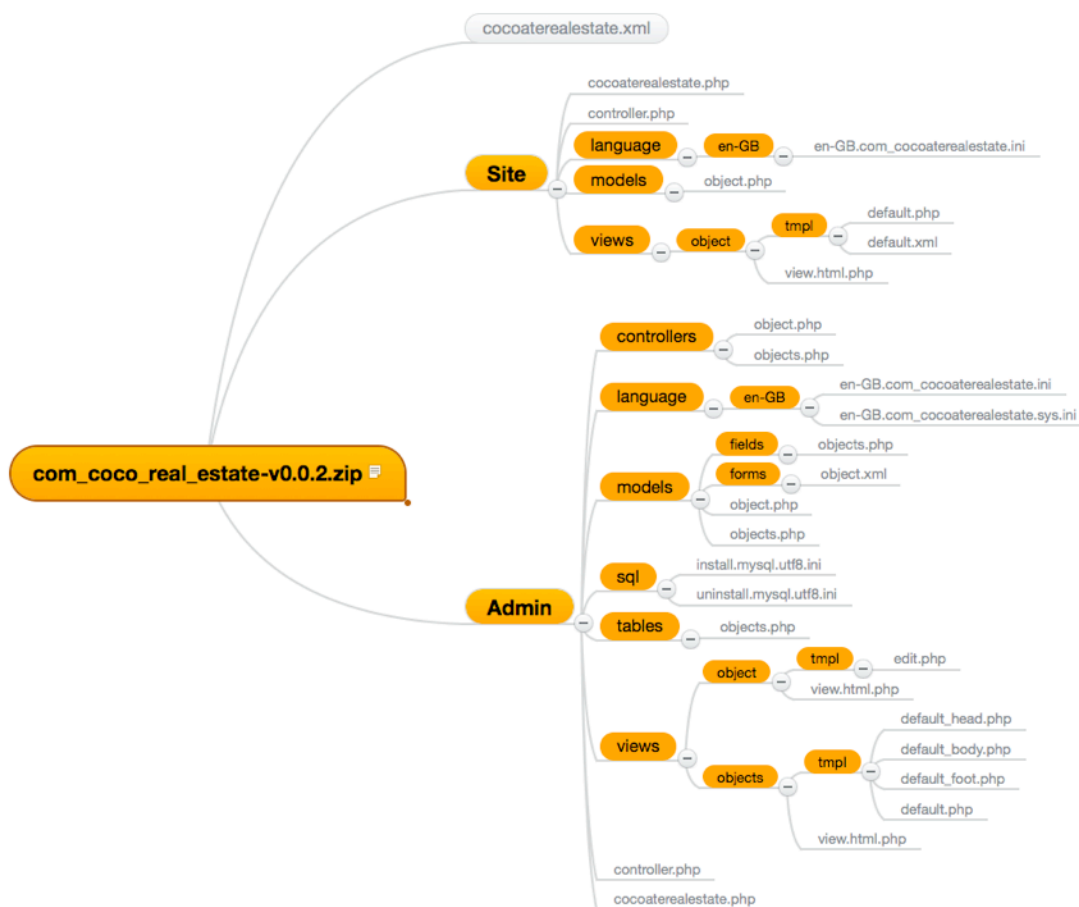 cocoaterealestate.xml
cocoaterealestate.php
controller.php
language
en-GB
en-GB.com_cocoaterealestate.ini
Site
models
object.php
views
object
tmpl
default.php
default.xml
view.html.php
controllers
object.php
objects.php
language
en-GB
en-GB.com_cocoaterealestate.ini
en-GB.com_cocoaterealestate.sys.ini
com_coco_real_estate-v0.0.2.zip
models
fields
objects.php
forms
object.xml
object.php
objects.php
Admin
sql
install.mysql.utf8.ini
uninstall.mysql.utf8.ini
tables
objects.php
views
object
tmpl
edit.php
view.html.php
objects
tmpl
default_head.php
default_body.php
default_foot.php
default.php
view.html.php
controller.php
cocoaterealestate.php